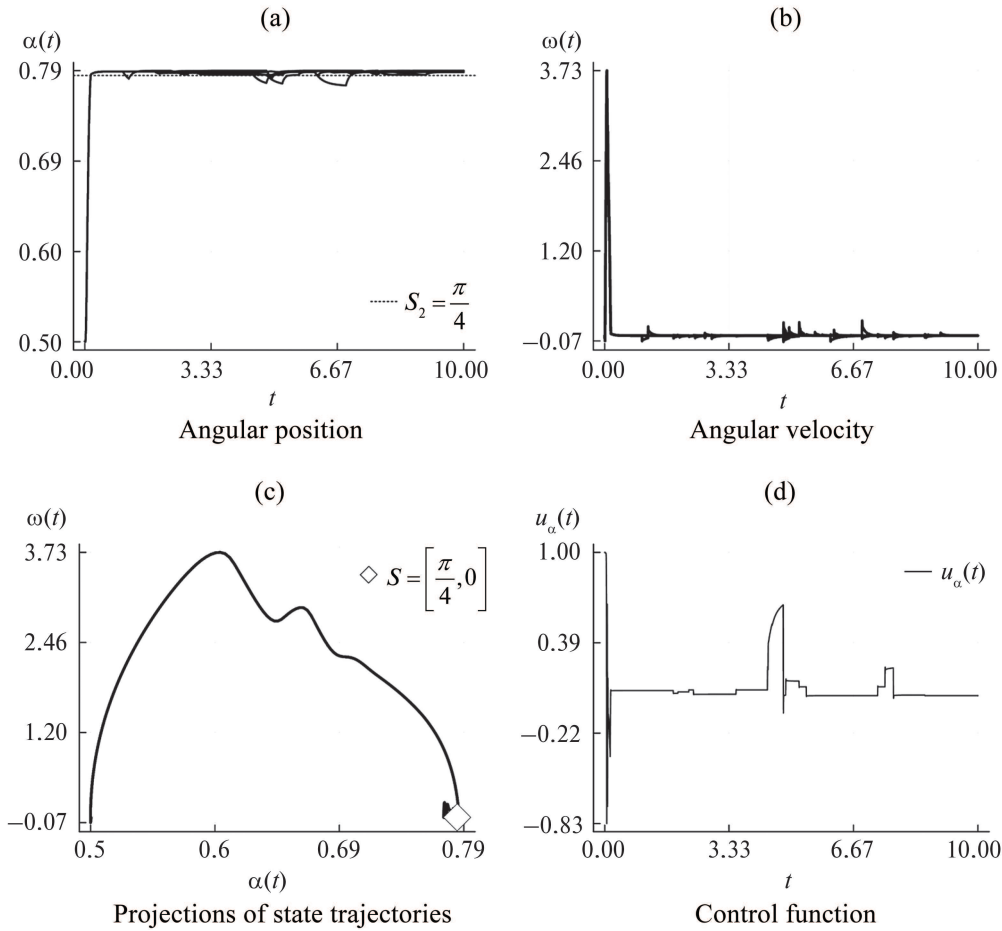 (a)
α(t)
0.79
0.69
0.60
0.50
S₂ = π/4
0.00 3.33 6.67 10.00
t
Angular position
(b)
ω(t)
3.73
2.46
1.20
−0.07
0.00 3.33 6.67 10.00
t
Angular velocity
(c)
ω(t)
3.73
2.46
1.20
−0.07
S = [π/4, 0]
0.5 0.6 0.69 0.79
α(t)
Projections of state trajectories
(d)
uα(t)
1.00
0.39
−0.22
−0.83
uα(t)
0.00 3.33 6.67 10.00
t
Control function